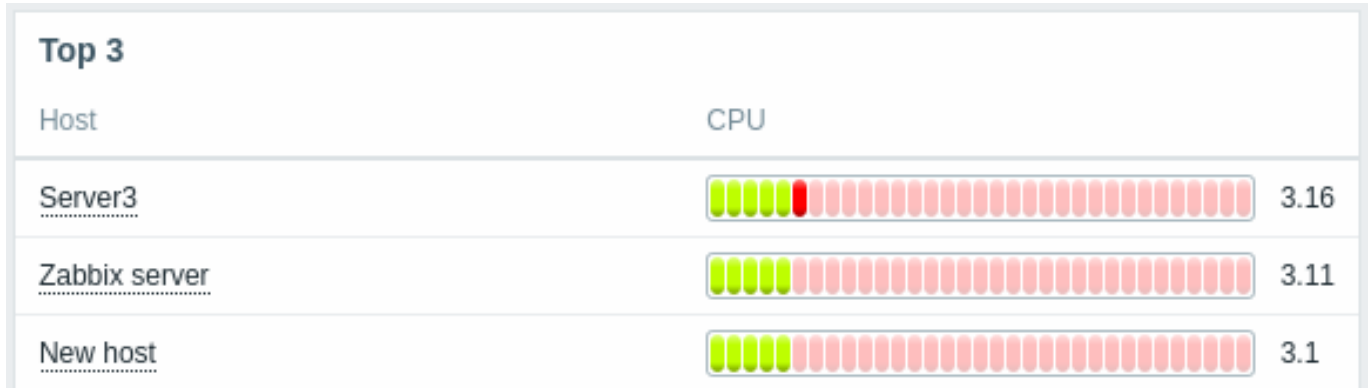 Top 3
Host CPU
Server3 3.16
Zabbix server 3.11
New host 3.1